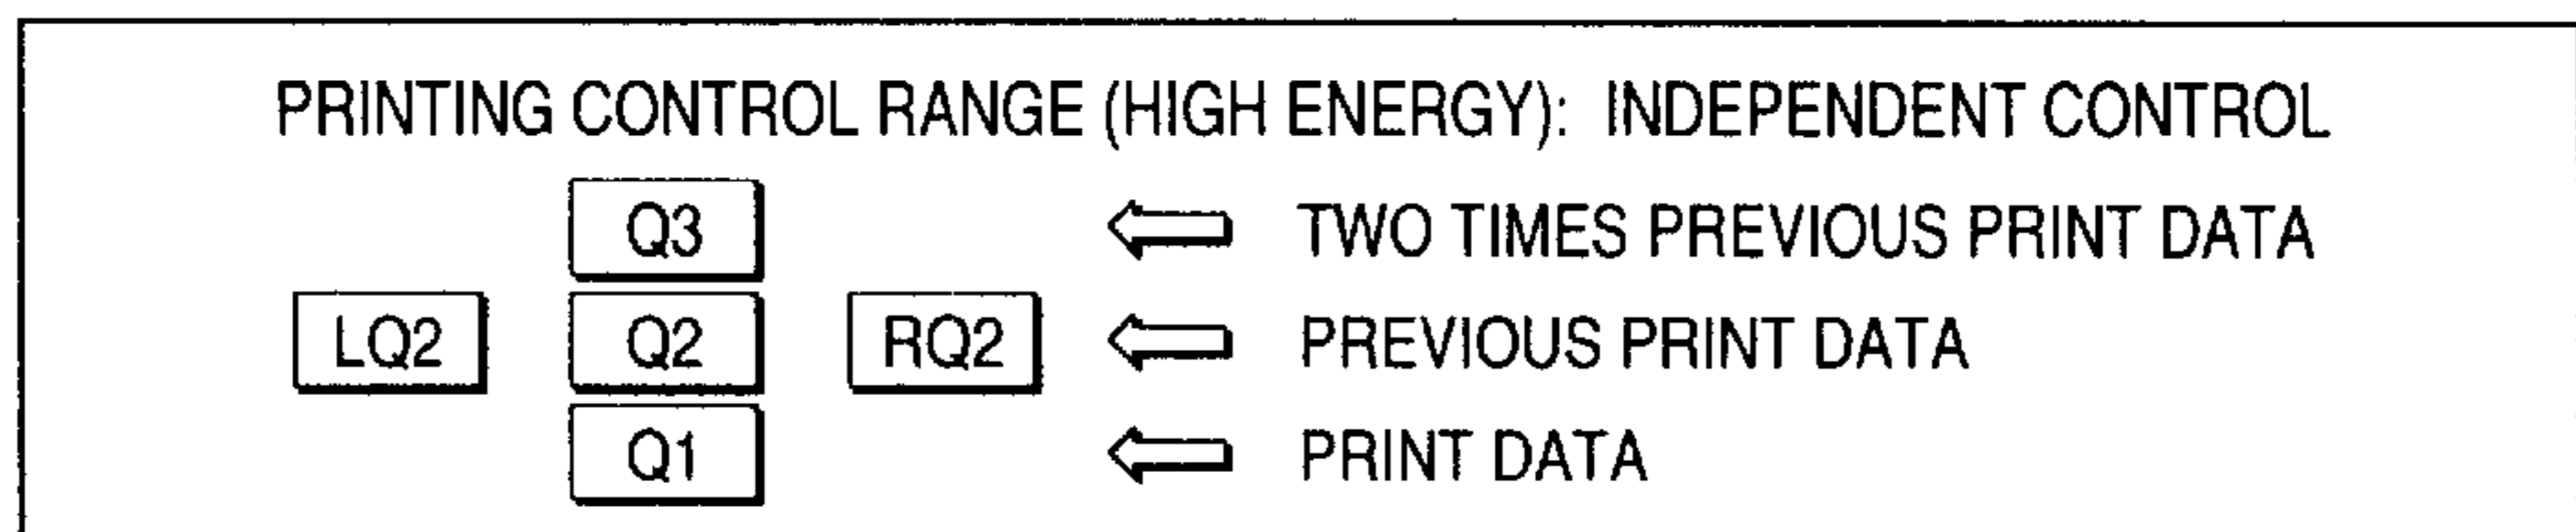 PRINTING CONTROL RANGE (HIGH ENERGY): INDEPENDENT CONTROL
Q3 TWO TIMES PREVIOUS PRINT DATA
LQ2 Q2 RQ2 PREVIOUS PRINT DATA
Q1 PRINT DATA